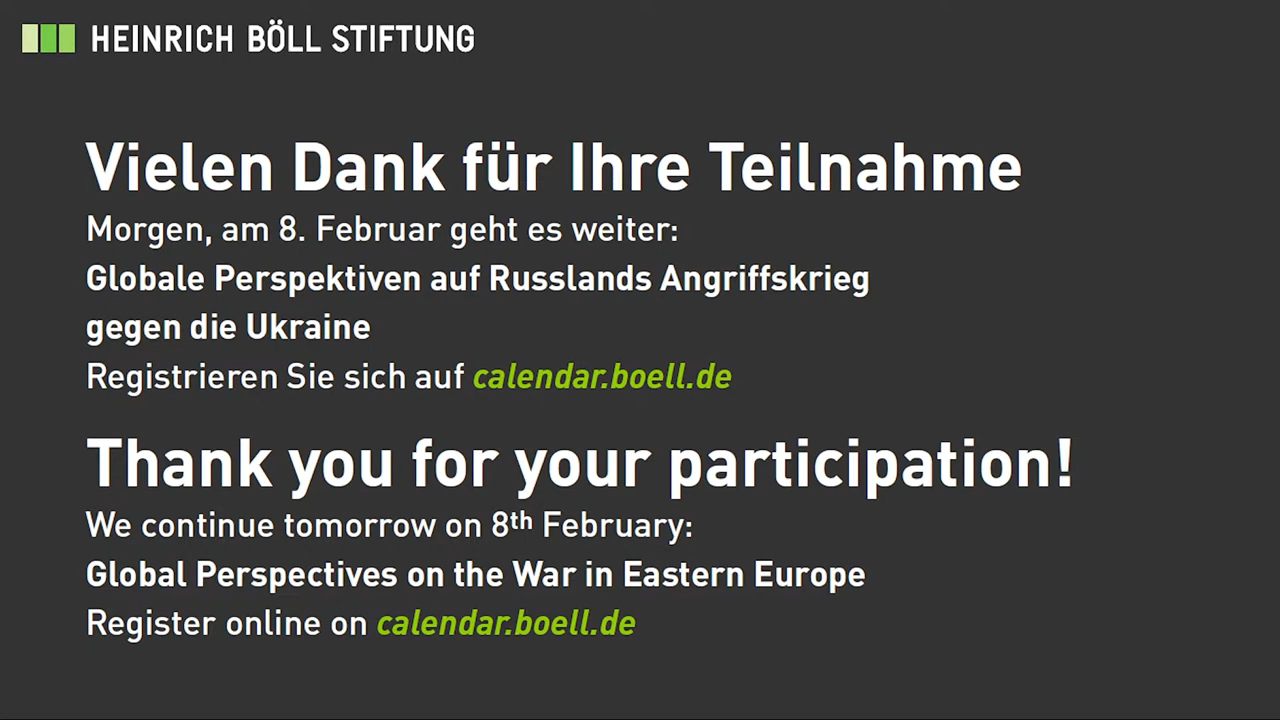 HEINRICH BÖLL STIFTUNG
Vielen Dank für Ihre Teilnahme
Morgen, am 8. Februar geht es weiter:
Globale Perspektiven auf Russlands Angriffskrieg
gegen die Ukraine
Registrieren Sie sich auf calendar.boell.de
Thank you for your participation!
We continue tomorrow on 8th February:
Global Perspectives on the War in Eastern Europe
Register online on calendar.boell.de